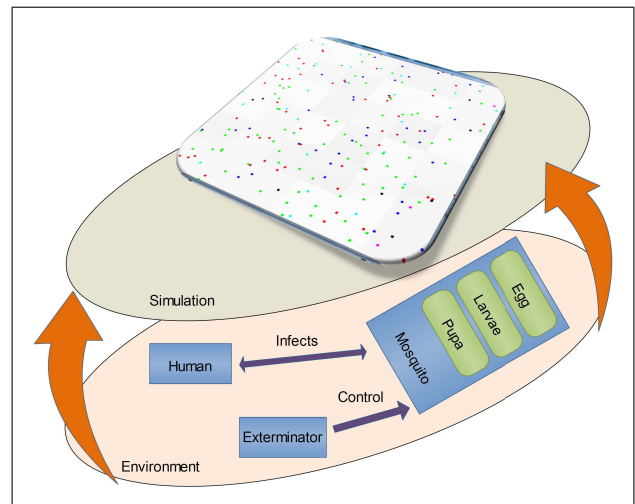 Simulation
Infects
Human
Mosquito
Pupa
Larvae
Egg
Control
Exterminator
Environment